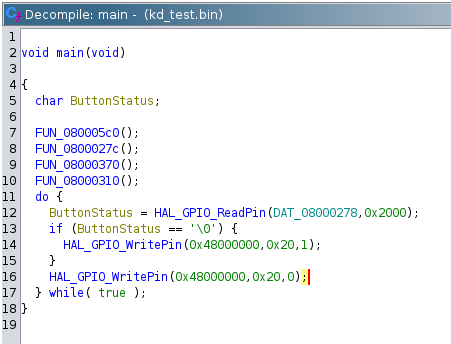 Decompile: main - (kd_test.bin)
1
2 void main(void)
3
4 {
5 char ButtonStatus;
6
7 FUN_080005c0();
8 FUN_0800027c();
9 FUN_08000370();
10 FUN_08000310();
11 do {
12 ButtonStatus = HAL_GPIO_ReadPin(DAT_08000278,0x2000);
13 if (ButtonStatus == '\0') {
14 HAL_GPIO_WritePin(0x48000000,0x20,1);
15 }
16 HAL_GPIO_WritePin(0x48000000,0x20,0);
17 } while( true );
18 }
19